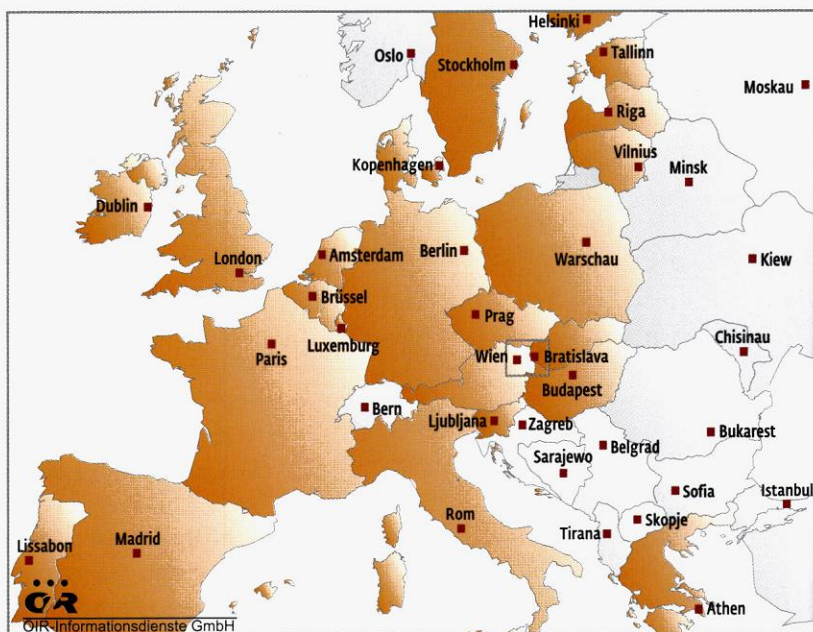 Helsinki
Oslo
Tallinn
Stockholm
Moskau
Riga
Kopenhagen
Vilnius
Minsk
Dublin
London
Amsterdam
Berlin
Warschau
Kiew
Brüssel
Prag
Paris
Luxemburg
Wien
Bratislava
Chisinau
Budapest
Bern
Ljubljana
Zagreb
Bukarest
Belgrad
Sarajewo
Sofia
Istanbul
Rom
Skopje
Tirana
Lissabon
Madrid
Athen
ÖIR
ÖIR-Informationsdienste GmbH